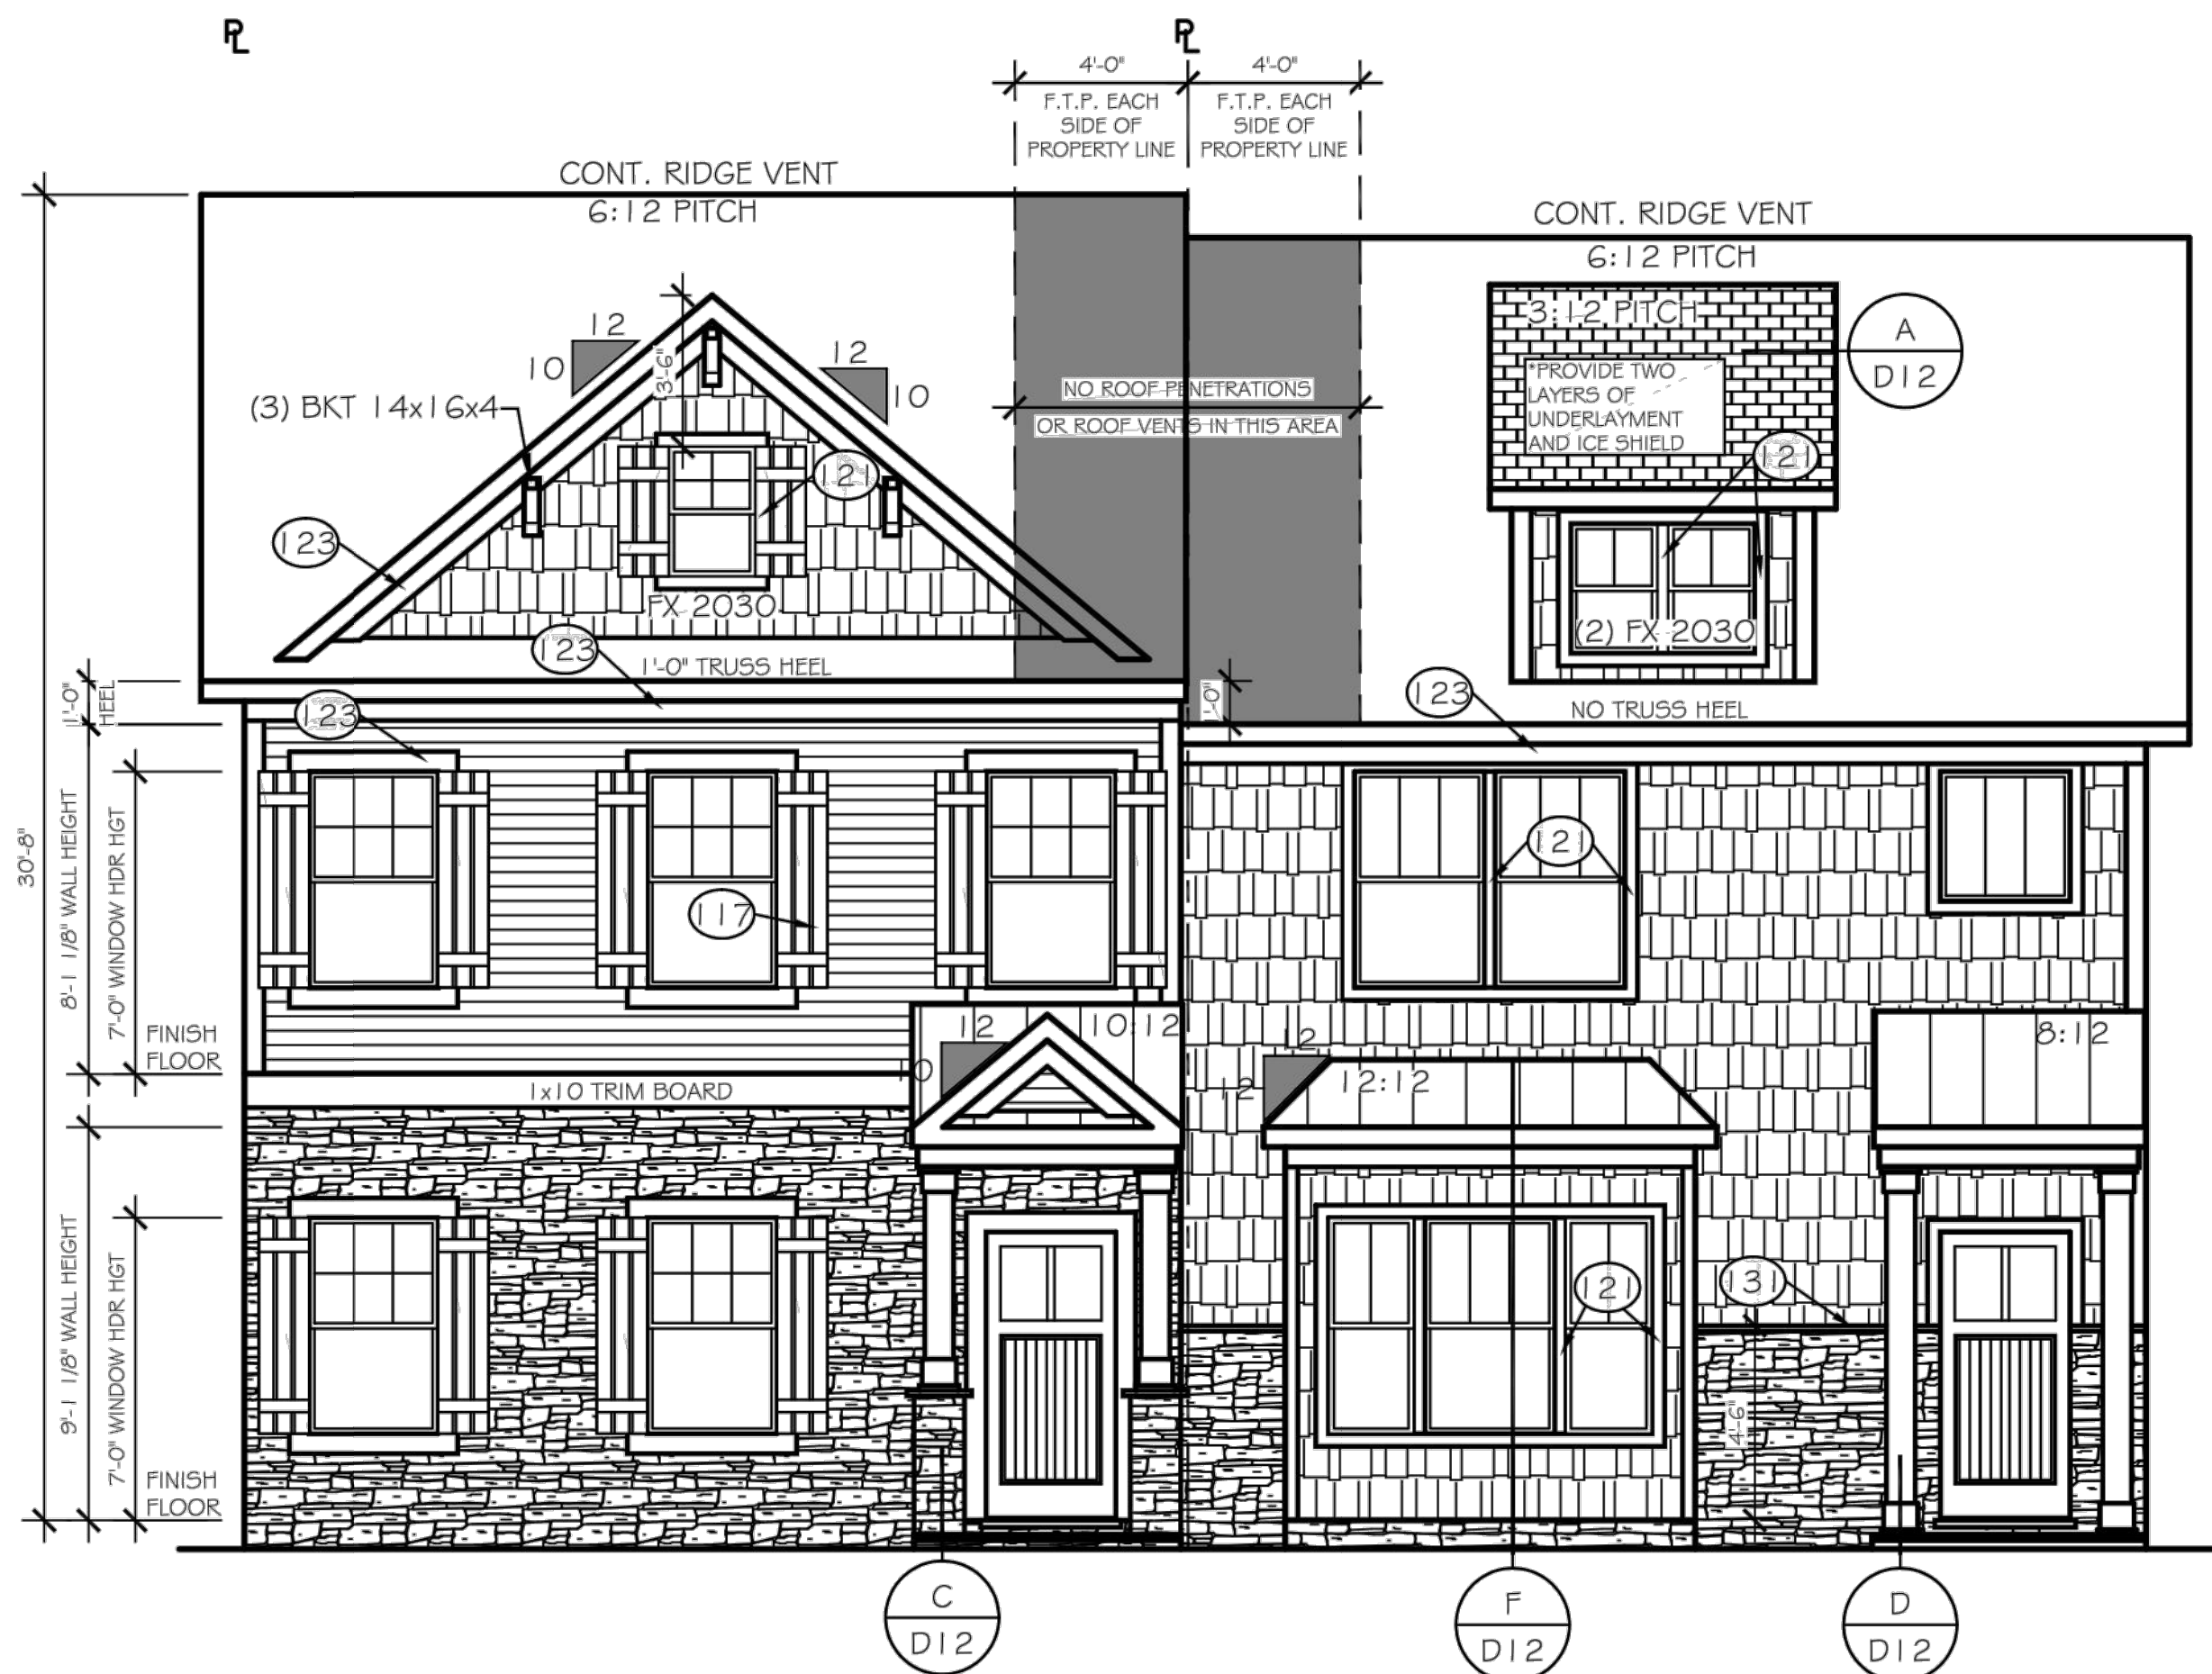 PL
PL
4'-0"
4'-0"
F.T.P. EACH
SIDE OF
PROPERTY LINE
F.T.P. EACH
SIDE OF
PROPERTY LINE
CONT. RIDGE VENT
6:12 PITCH
CONT. RIDGE VENT
6:12 PITCH
3:12 PITCH
*PROVIDE TWO
LAYERS OF
UNDERLAYMENT
AND ICE SHIELD
A
D12
12
10
12
10
3'-6"
(3) BKT 14x16x4
NO ROOF PENETRATIONS
OR ROOF VENTS IN THIS AREA
121
121
123
FX 2030
(2) FX 2030
123
1'-0" TRUSS HEEL
1'-0"
HEEL
123
1'-0"
123
NO TRUSS HEEL
30'-8"
8'-1 1/8" WALL HEIGHT
7'-0" WINDOW HDR HGT
117
121
FINISH
FLOOR
12
10:12
10
12
12
12:12
8:12
1x10 TRIM BOARD
9'-1 1/8" WALL HEIGHT
7'-0" WINDOW HDR HGT
121
131
4'-6"
FINISH
FLOOR
C
D12
F
D12
D
D12